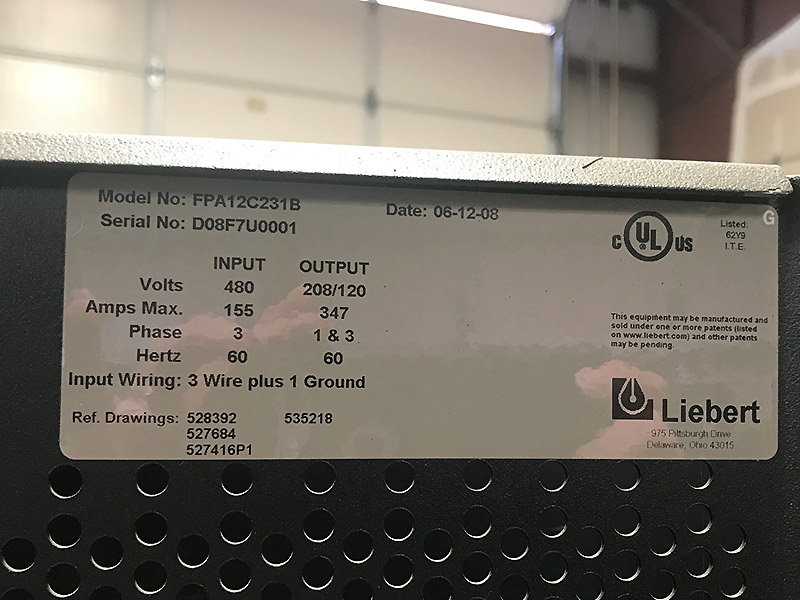 Model No: FPA12C231B
Serial No: D08F7U0001
Date: 06-12-08
c UL US
Listed:
62Y9
I.T.E.
G
INPUT OUTPUT
Volts 480 208/120
Amps Max. 155 347
Phase 3 1 & 3
Hertz 60 60
Input Wiring: 3 Wire plus 1 Ground
Ref. Drawings: 528392 535218
527684
527416P1
This equipment may be manufactured and
sold under one or more patents (listed
on www.liebert.com) and other patents
may be pending.
Liebert
975 Pittsburgh Drive
Delaware, Ohio 43015